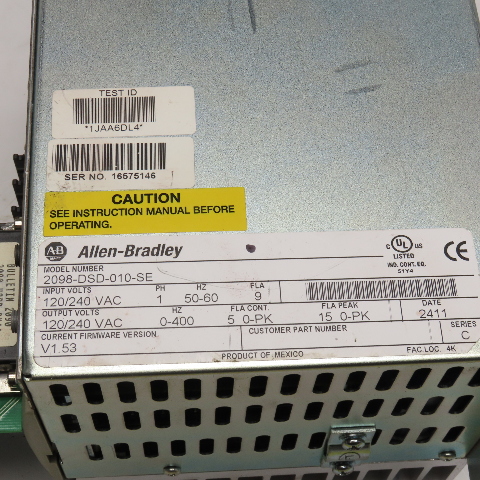 TEST ID
*1JAA6DL4*
SER NO. 16575146
CAUTION
SEE INSTRUCTION MANUAL BEFORE
OPERATING.
AB Allen-Bradley
UL
LISTED
IND. CONT. EQ.
51Y4
CE
MODEL NUMBER
2098-DSD-010-SE
INPUT VOLTS PH HZ FLA
120/240 VAC 1 50-60 9
OUTPUT VOLTS HZ FLA CONT. FLA PEAK DATE
120/240 VAC 0-400 5 0-PK 15 0-PK 2411
CURRENT FIRMWARE VERSION CUSTOMER PART NUMBER SERIES
V1.53 C
PRODUCT OF MEXICO FAC LOC. 4K